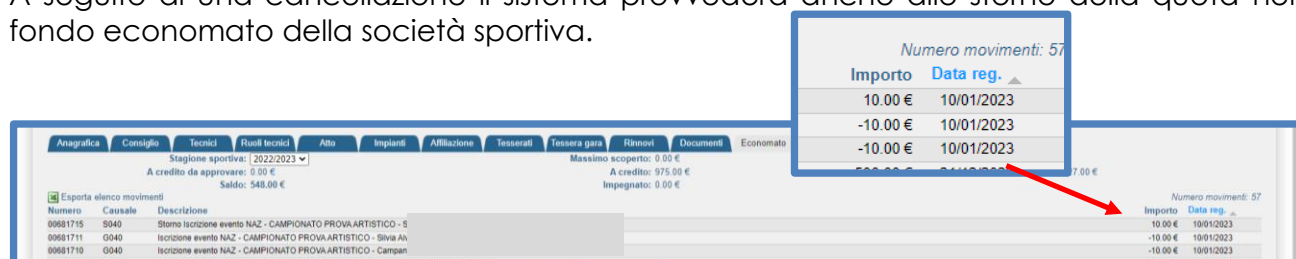 fondo economato della società sportiva.
Numero movimenti: 57
Importo Data reg.
10.00 € 10/01/2023
-10.00 € 10/01/2023
-10.00 € 10/01/2023
Anagrafica Consiglio Tecnici Ruoli tecnici Atto Impianti Affiliazione Tesserati Tessera gara Rinnovi Documenti Economato
Stagione sportiva: 2022/2023 Massimo scoperto: 0.00 €
A credito da approvare: 0.00 € A credito: 975.00 € 7.00 €
Saldo: 548.00 € Impegnato: 0.00 €
Esporta elenco movimenti Numero movimenti: 57
Numero Causale Descrizione Importo Data reg.
00681715 S040 Storno Iscrizione evento NAZ - CAMPIONATO PROVA ARTISTICO - S 10.00 € 10/01/2023
00681711 G040 Iscrizione evento NAZ - CAMPIONATO PROVA ARTISTICO - Silvia -10.00 € 10/01/2023
00681710 G040 Iscrizione evento NAZ - CAMPIONATO PROVA ARTISTICO - Campan -10.00 € 10/01/2023